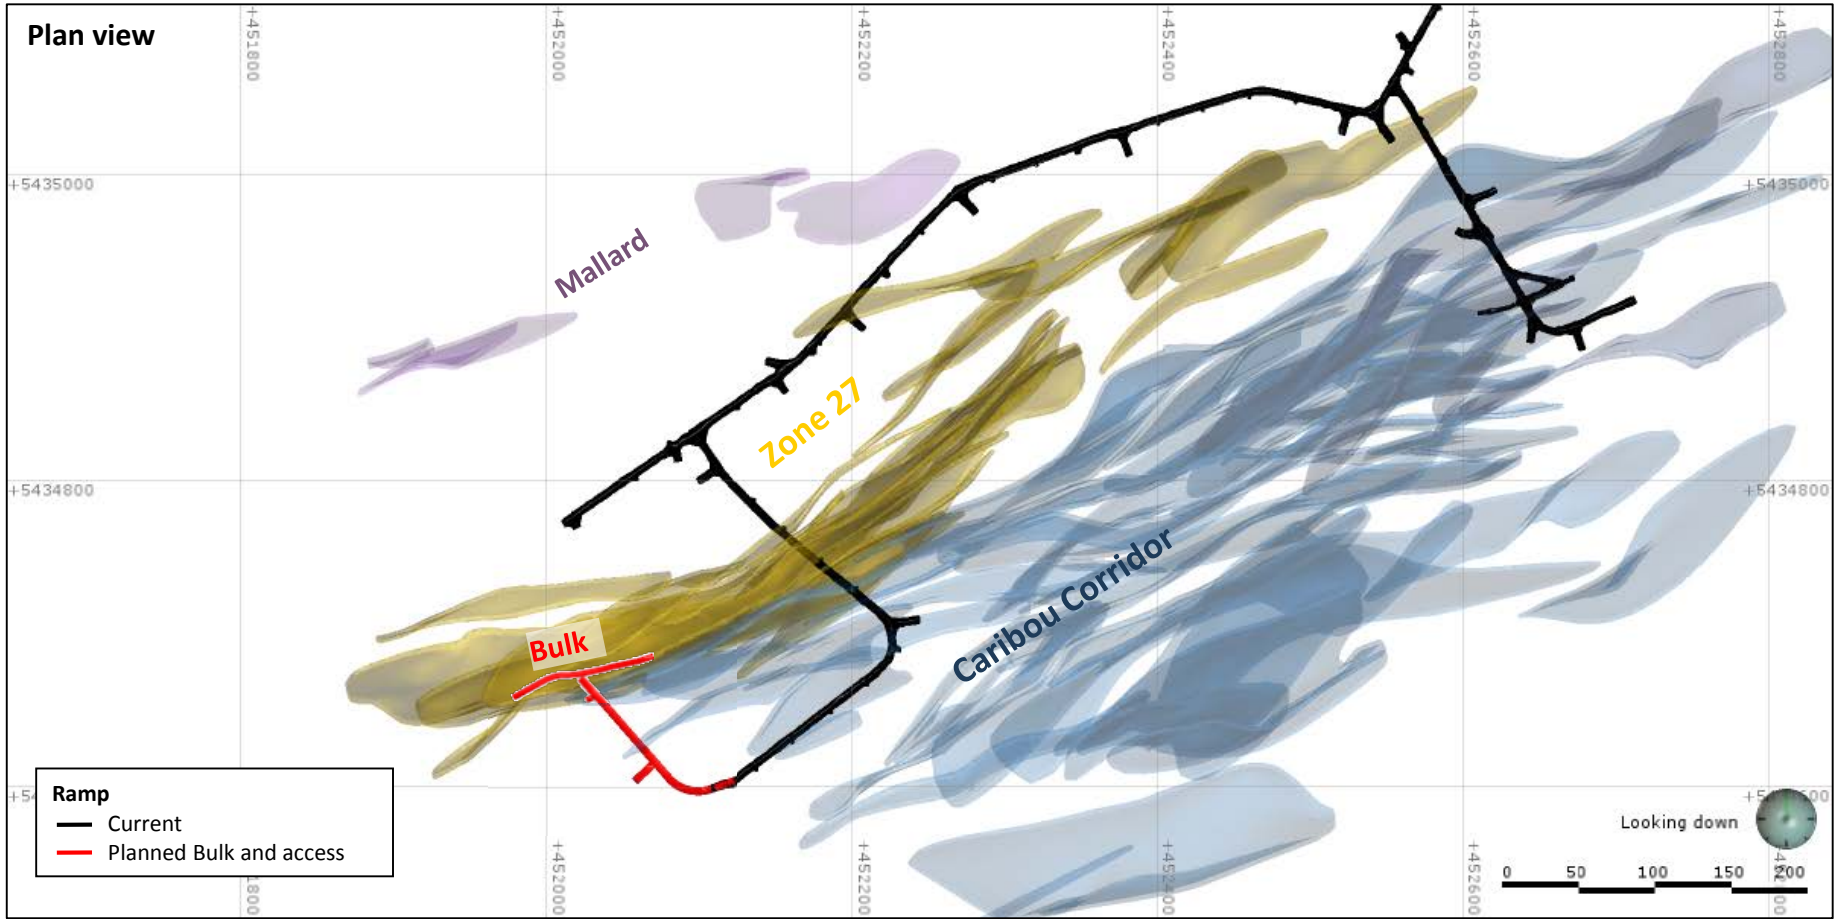 Plan view
+451800
+452000
+452200
+452400
+452600
+452800
+5435000
+5435000
Mallard
Zone 27
+5434800
+5434800
Caribou Corridor
Bulk
Ramp
Current
Planned Bulk and access
Looking down
0 50 100 150 200
+452000
+452200
+452400
+452600